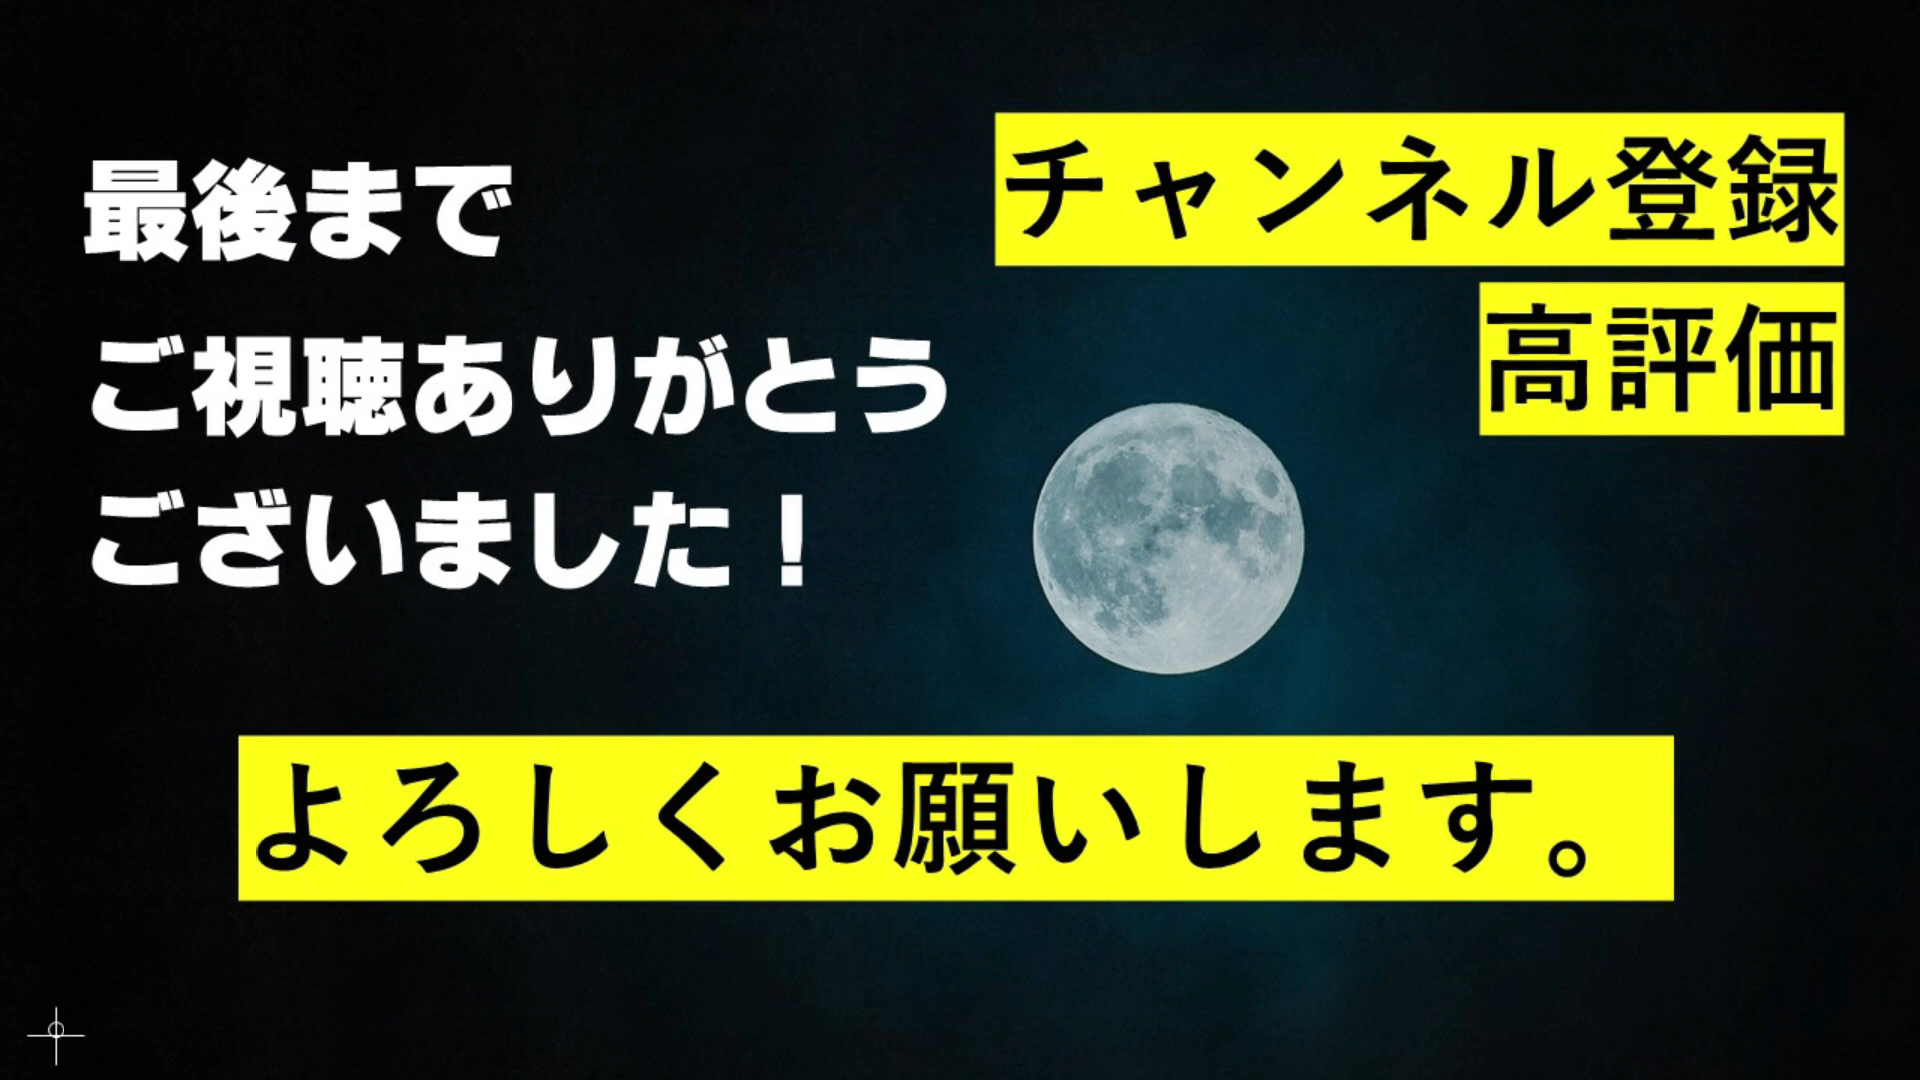 最後まで
ご視聴ありがとう
ございました！
チャンネル登録
高評価
よろしくお願いします。